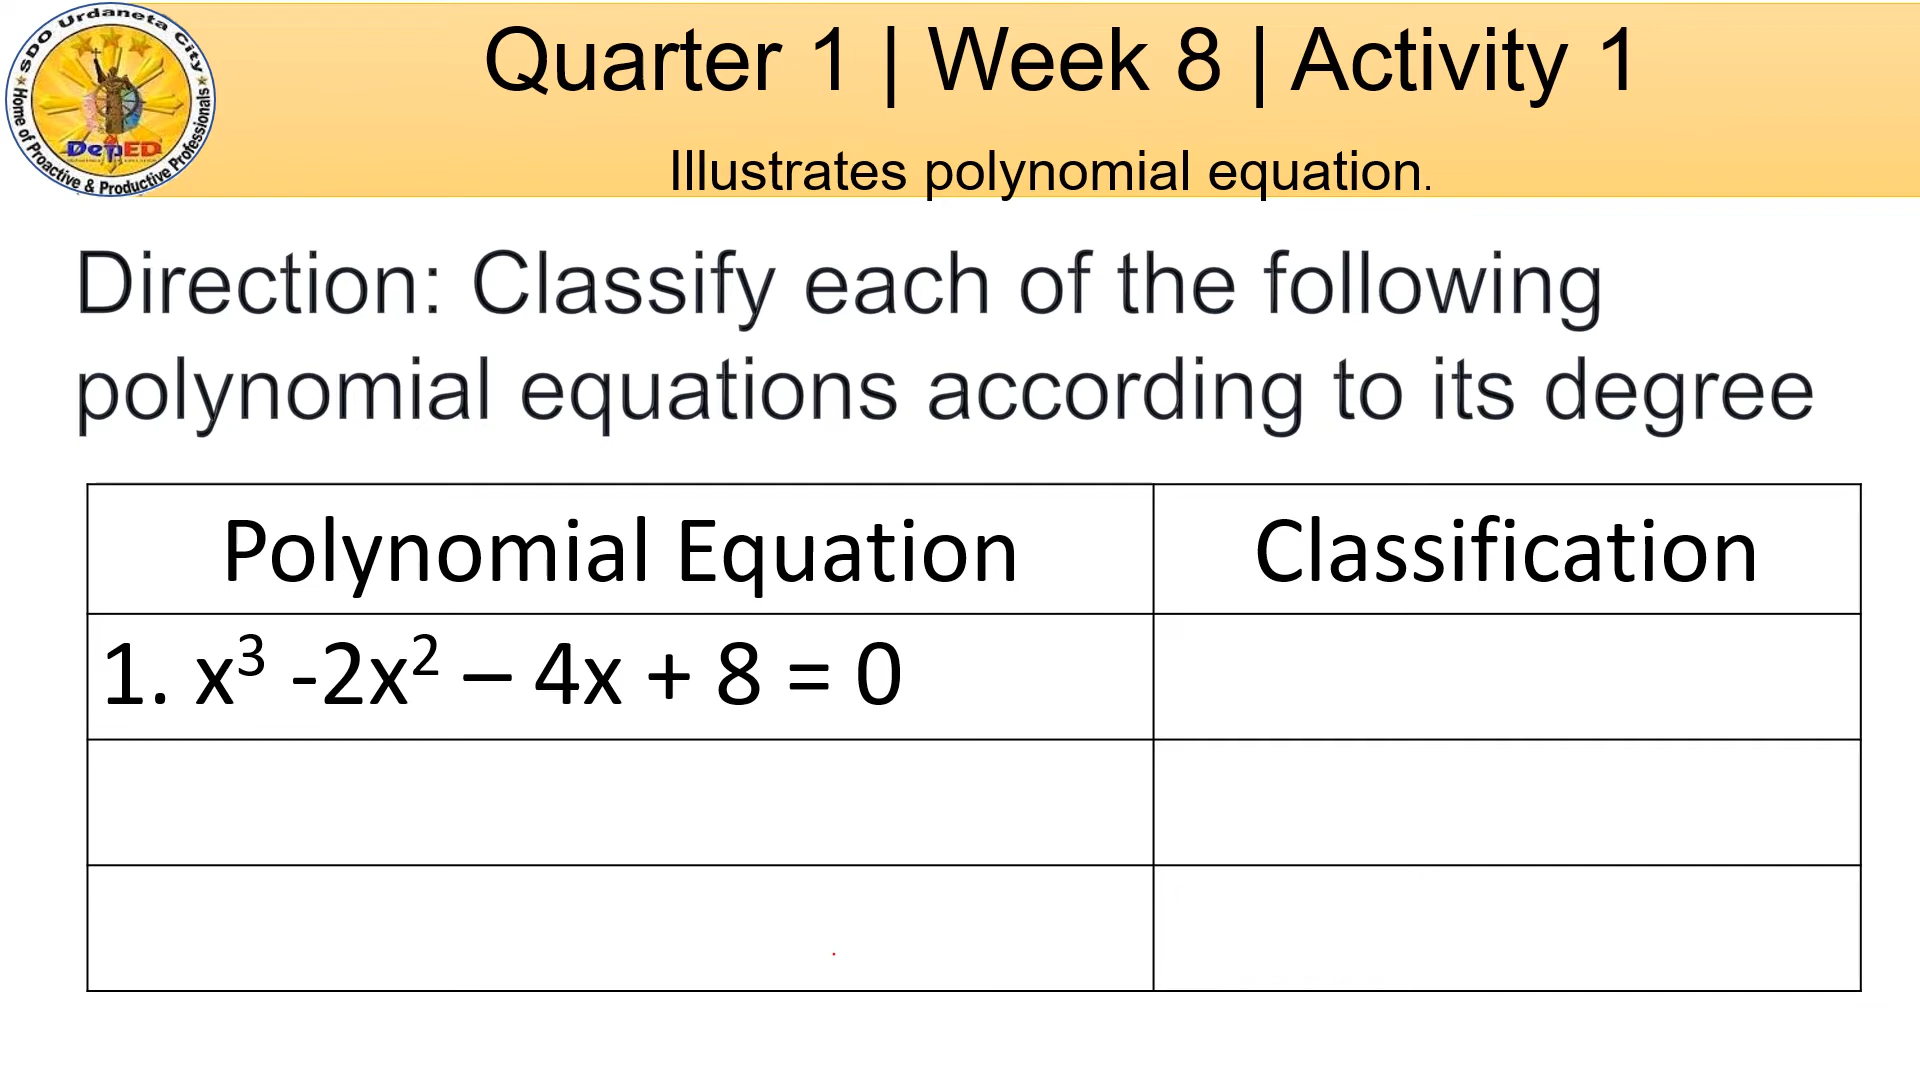 SDO Urdaneta City
Home of Proactive & Productive Professionals
DepED
Quarter 1 | Week 8 | Activity 1
Illustrates polynomial equation.
Direction: Classify each of the following
polynomial equations according to its degree
Polynomial Equation
Classification
1. x³ -2x² – 4x + 8 = 0